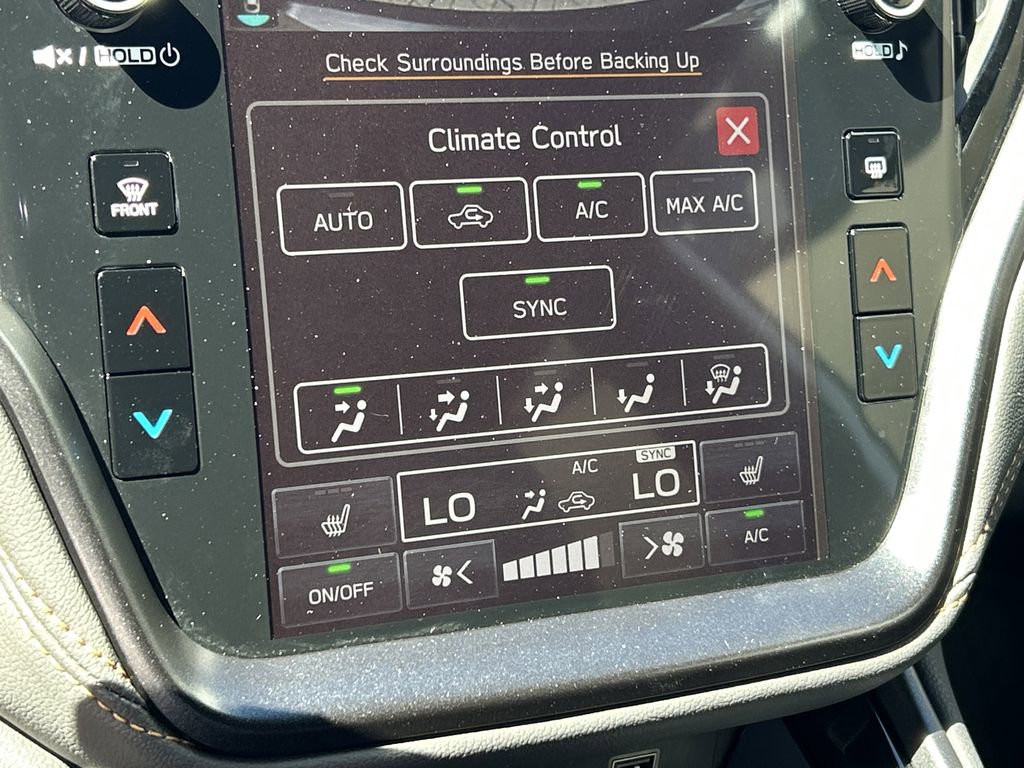 HOLD
HOLD
Check Surroundings Before Backing Up
Climate Control
FRONT
AUTO
A/C
MAX A/C
SYNC
A/C
SYNC
LO
LO
A/C
ON/OFF